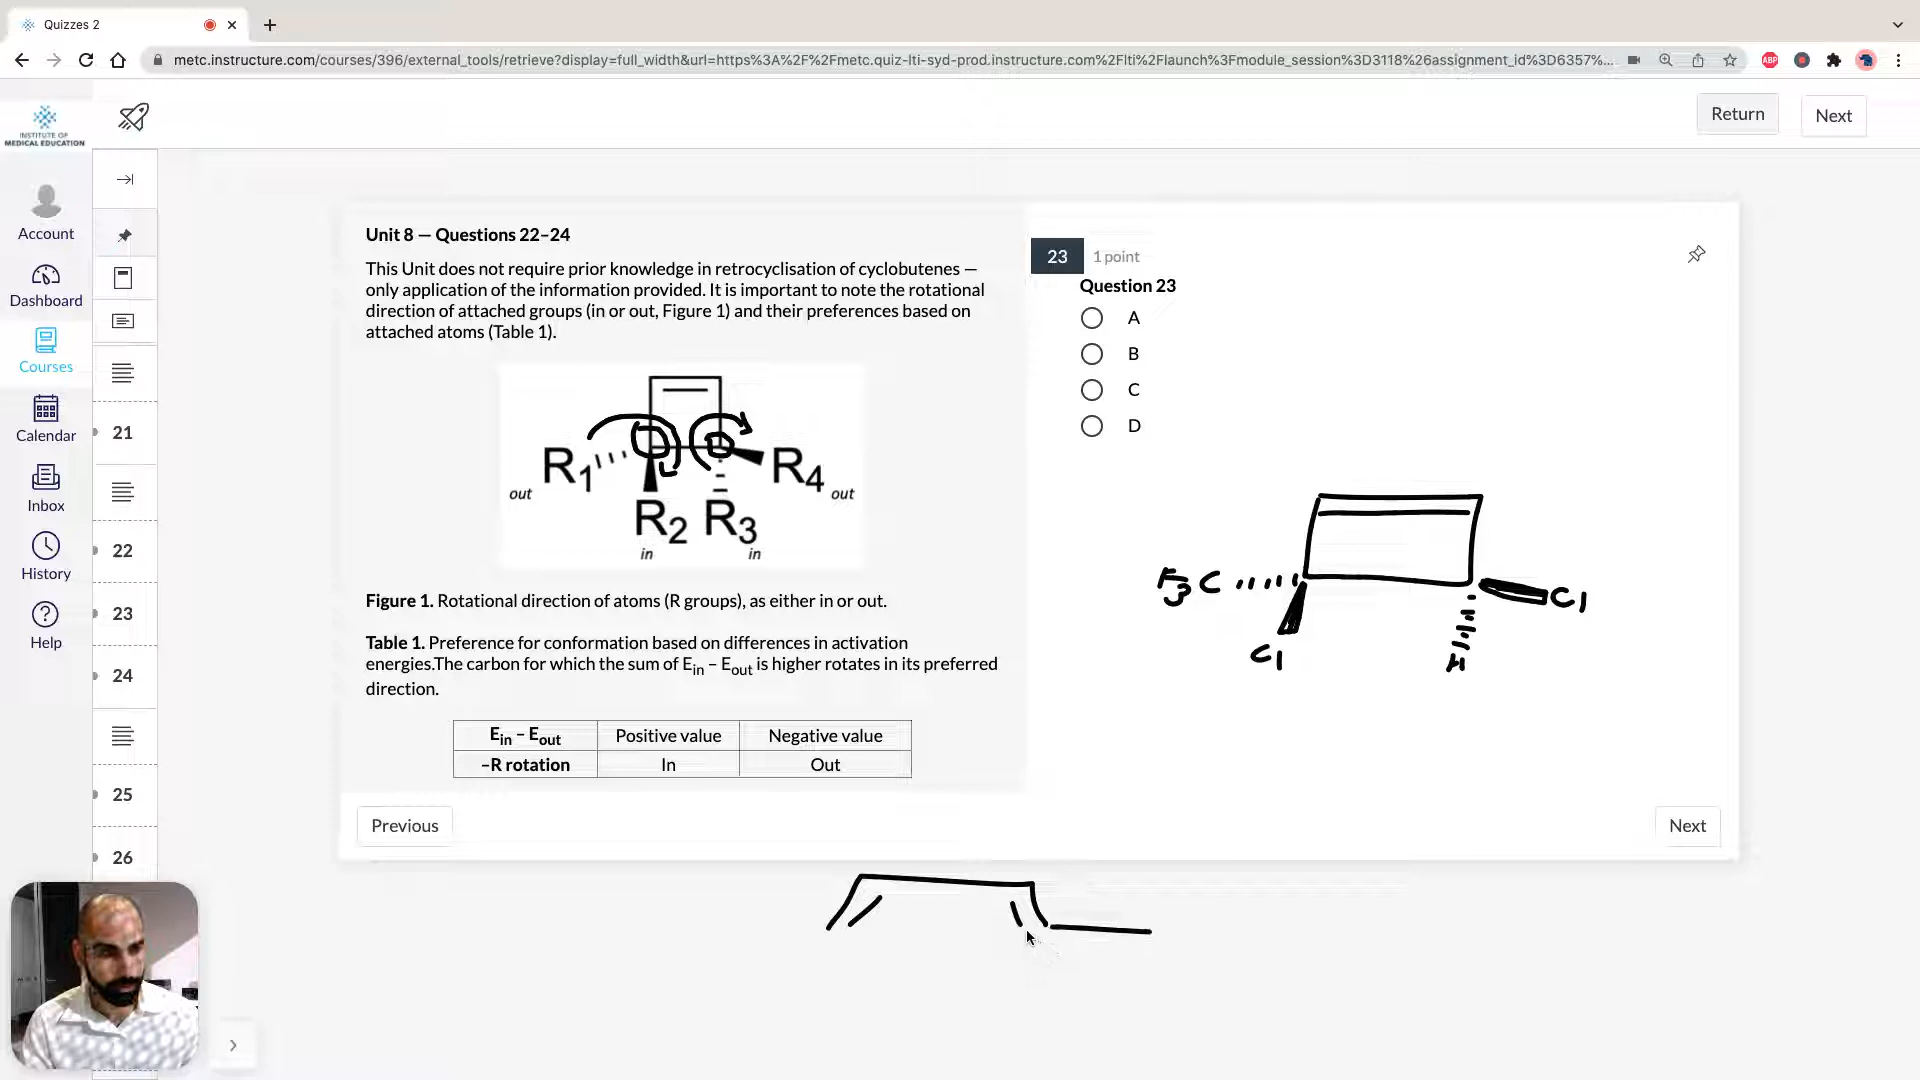 Quizzes 2
metc.instructure.com/courses/396/external_tools/retrieve?display=full_width&url=https%3A%2F%2Fmetc.quiz-lti-syd-prod.instructure.com%2Flti%2Flaunch%3Fmodule_session%3D3118%26assignment_id%3D6357%...
ABP
INSTITUTE OF
MEDICAL EDUCATION
Return
Next
Account
Dashboard
Courses
Calendar
Inbox
History
Help
21
22
23
24
25
26
Unit 8 — Questions 22–24
This Unit does not require prior knowledge in retrocyclisation of cyclobutenes —
only application of the information provided. It is important to note the rotational
direction of attached groups (in or out, Figure 1) and their preferences based on
attached atoms (Table 1).
R1
R4
out
out
R2
R3
in
in
Figure 1. Rotational direction of atoms (R groups), as either in or out.
Table 1. Preference for conformation based on differences in activation
energies.The carbon for which the sum of Ein – Eout is higher rotates in its preferred
direction.
Ein – Eout Positive value Negative value
–R rotation In Out
Previous
23 1 point
Question 23
A
B
C
D
F3C
Cl
Cl
H
Next